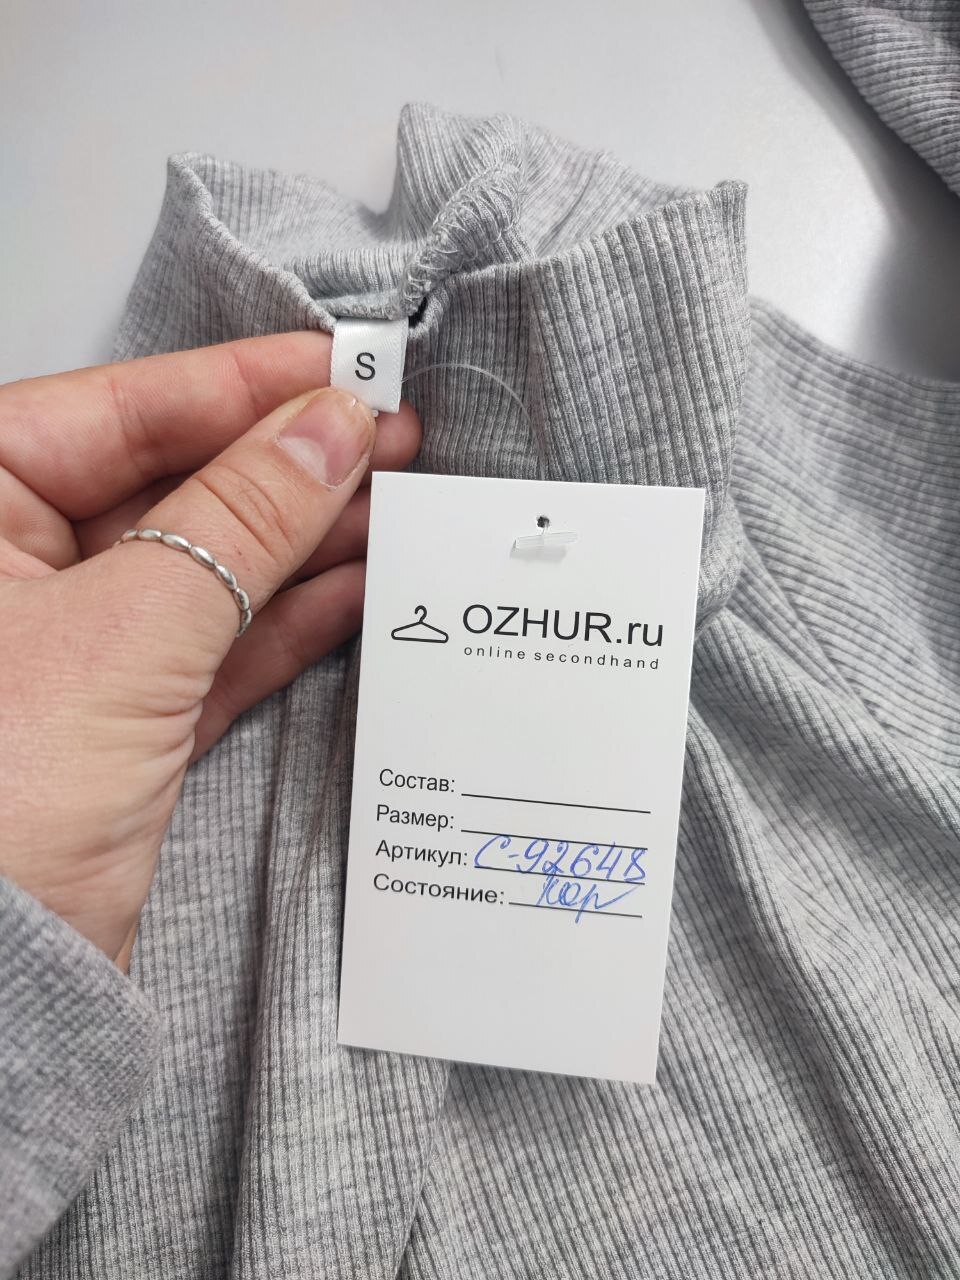 S
OZHUR.ru
online secondhand
Состав:
Размер:
Артикул: С-92648
Состояние: Хор